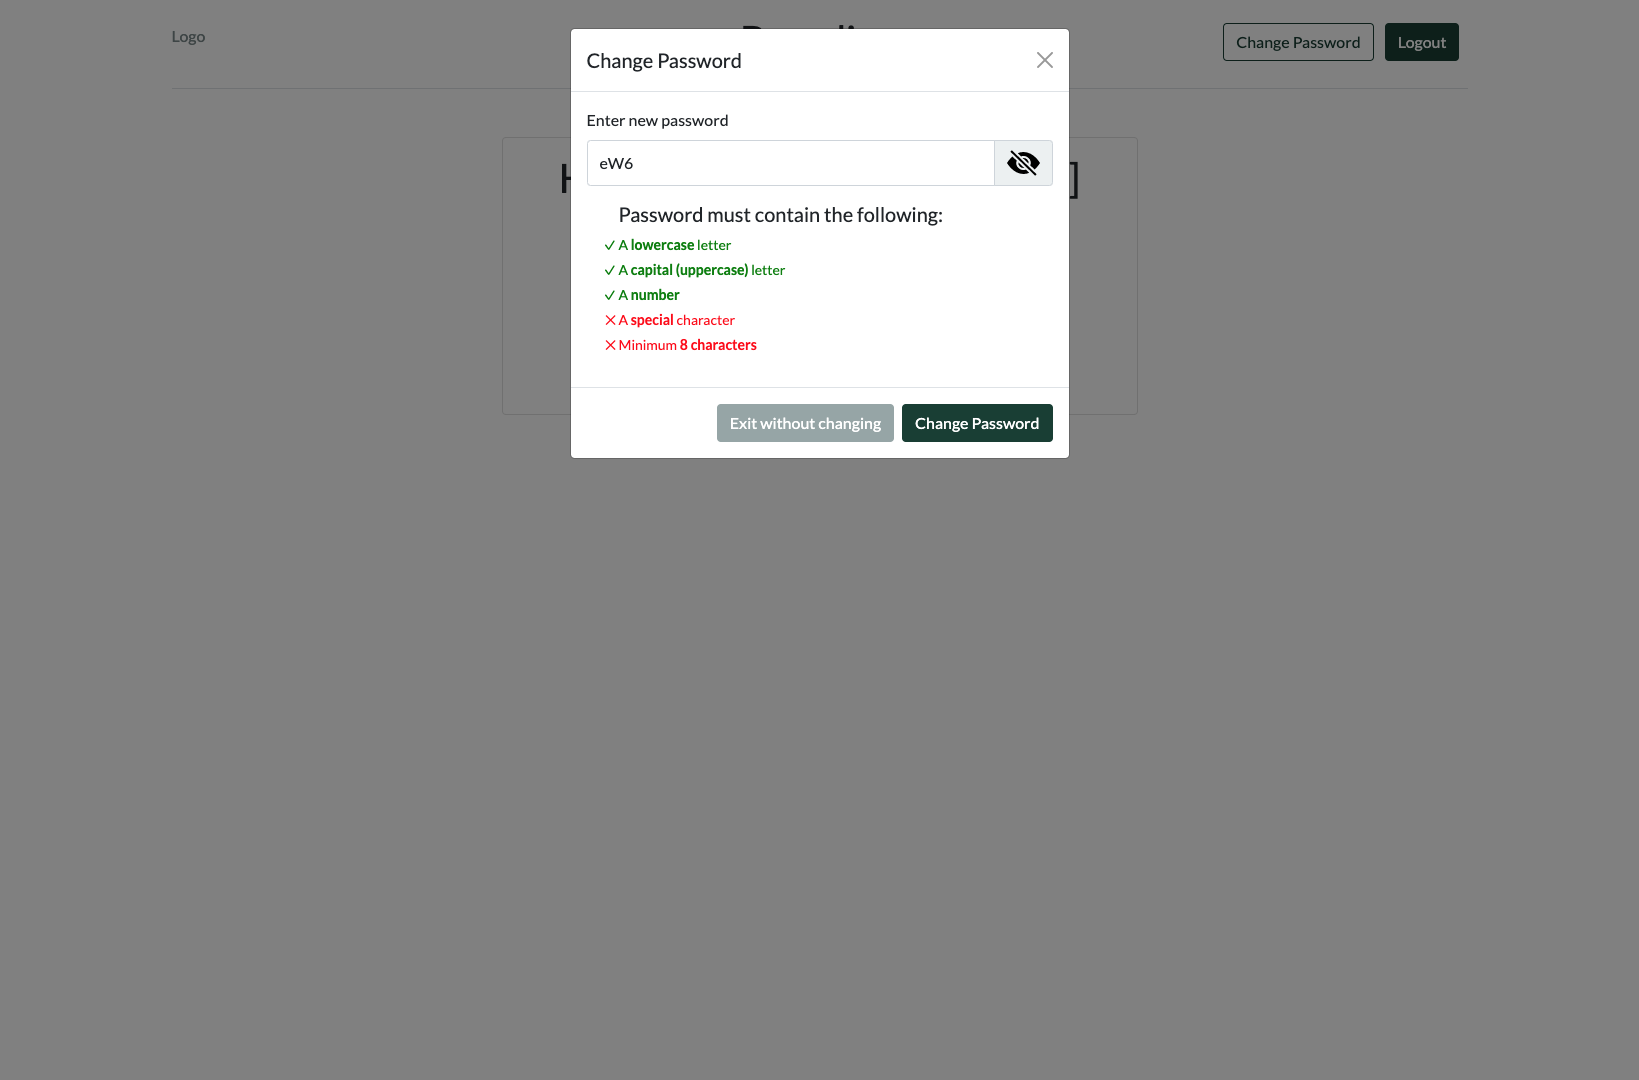 Logo
Change Password
Logout
Change Password
Enter new password
eW6
Password must contain the following:
A lowercase letter
A capital (uppercase) letter
A number
A special character
Minimum 8 characters
Exit without changing
Change Password